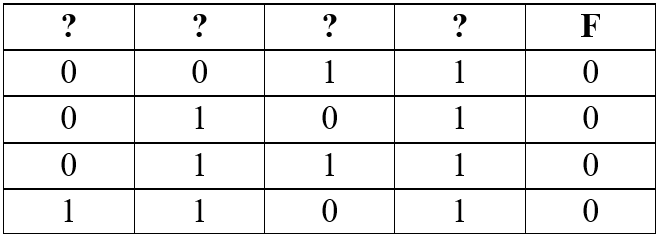 ? ? ? ? F
0 0 1 1 0
0 1 0 1 0
0 1 1 1 0
1 1 0 1 0